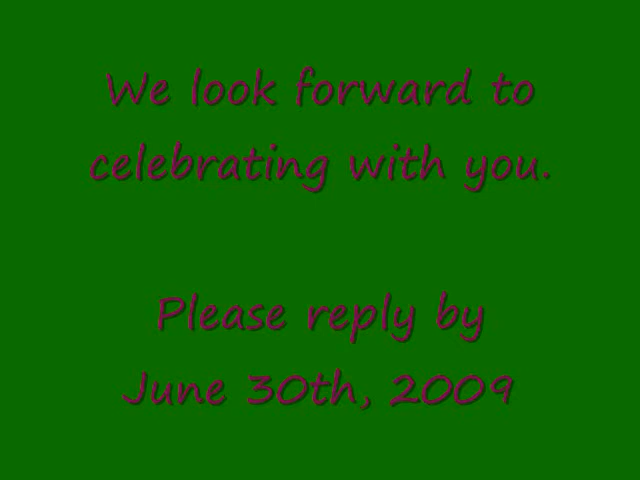 We look forward to
celebrating with you.
Please reply by
June 30th, 2009